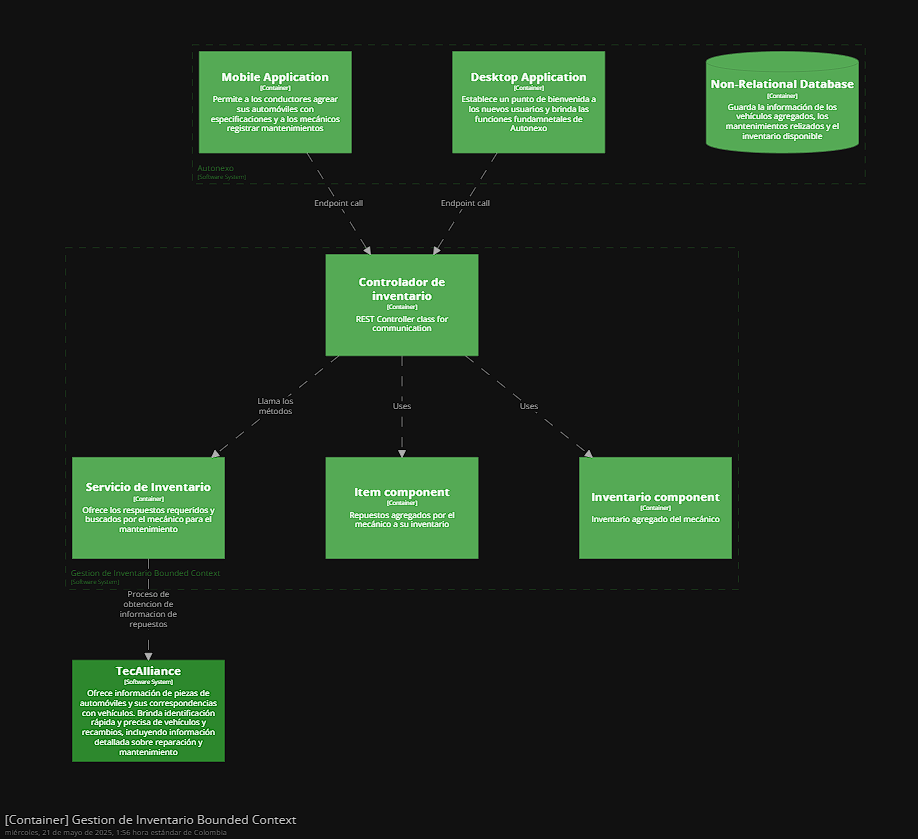 Mobile Application
[Container]
Permite a los conductores agrear
sus automóviles con
especificaciones y a los mecánicos
registrar mantenimientos
Desktop Application
[Container]
Establece un punto de bienvenida a
los nuevos usuarios y brinda las
funciones fundamnetales de
Autonexo
Non-Relational Database
[Container]
Guarda la información de los
vehículos agregados, los
mantenimientos relizados y el
inventario disponible
Autonexo
[Software System]
Endpoint call
Endpoint call
Controlador de
inventario
[Container]
REST Controller class for
communication
Llama los
métodos
Uses
Uses
Servicio de Inventario
[Container]
Ofrece los respuestos requeridos y
buscados por el mecánico para el
mantenimiento
Item component
[Container]
Repuestos agregados por el
mecánico a su inventario
Inventario component
[Container]
Inventario agregado del mecánico
Gestion de Inventario Bounded Context
[Software System]
Proceso de
obtencion de
informacion de
repuestos
TecAlliance
[Software System]
Ofrece información de piezas de
automóviles y sus correspondencias
con vehículos. Brinda identificación
rápida y precisa de vehículos y
recambios, incluyendo información
detallada sobre reparación y
mantenimiento
[Container] Gestion de Inventario Bounded Context
miércoles, 21 de mayo de 2025, 1:56 hora estándar de Colombia